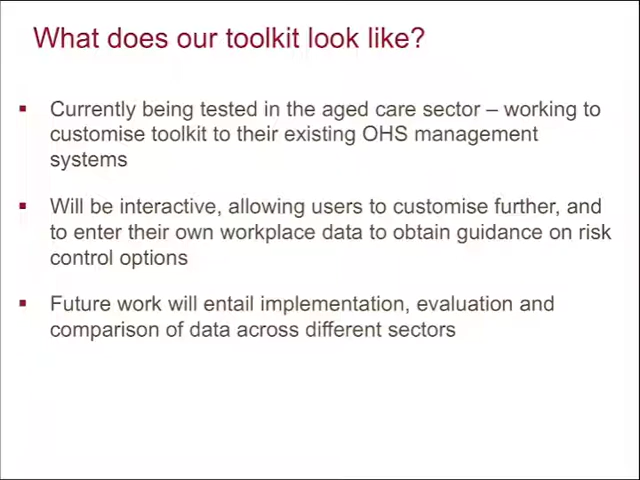 What does our toolkit look like?
▪ Currently being tested in the aged care sector – working to
customise toolkit to their existing OHS management
systems
▪ Will be interactive, allowing users to customise further, and
to enter their own workplace data to obtain guidance on risk
control options
▪ Future work will entail implementation, evaluation and
comparison of data across different sectors